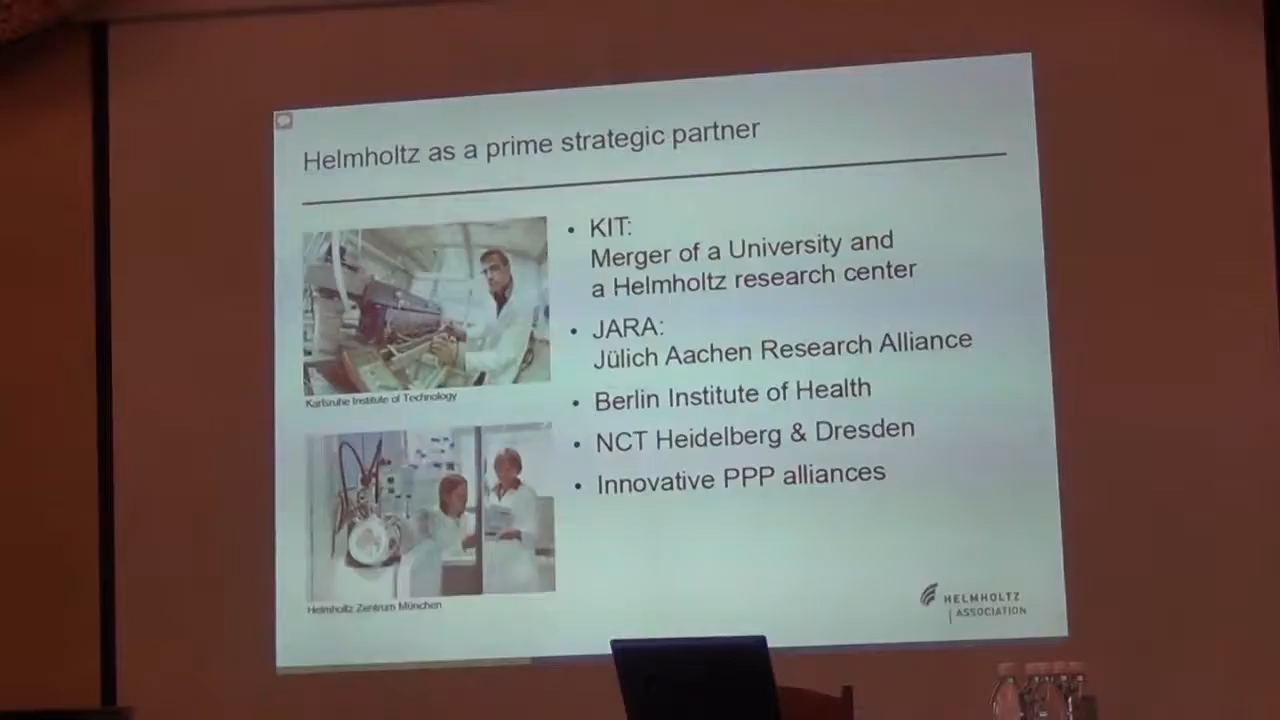 Helmholtz as a prime strategic partner
• KIT:
Merger of a University and
a Helmholtz research center
• JARA:
Jülich Aachen Research Alliance
• Berlin Institute of Health
• NCT Heidelberg & Dresden
• Innovative PPP alliances
Karlsruhe Institute of Technology
Helmholtz Zentrum München
HELMHOLTZ
ASSOCIATION